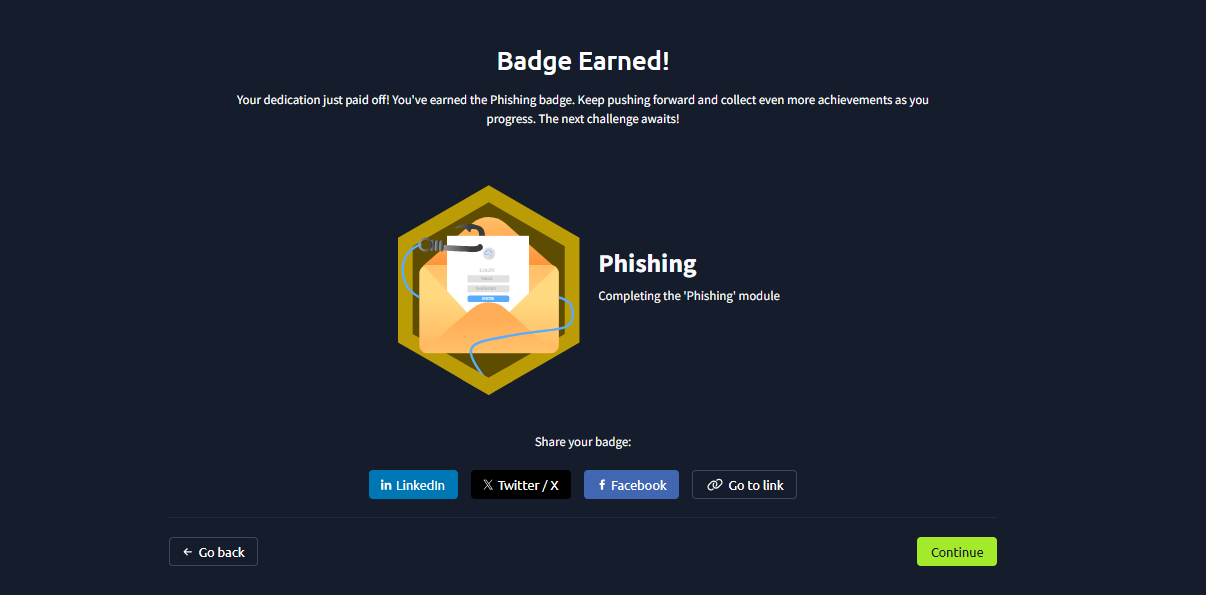 Badge Earned!
Your dedication just paid off! You've earned the Phishing badge. Keep pushing forward and collect even more achievements as you
progress. The next challenge awaits!
LOGIN
Phishing
Completing the 'Phishing' module
Share your badge:
in LinkedIn
X Twitter / X
f Facebook
Go to link
← Go back
Continue